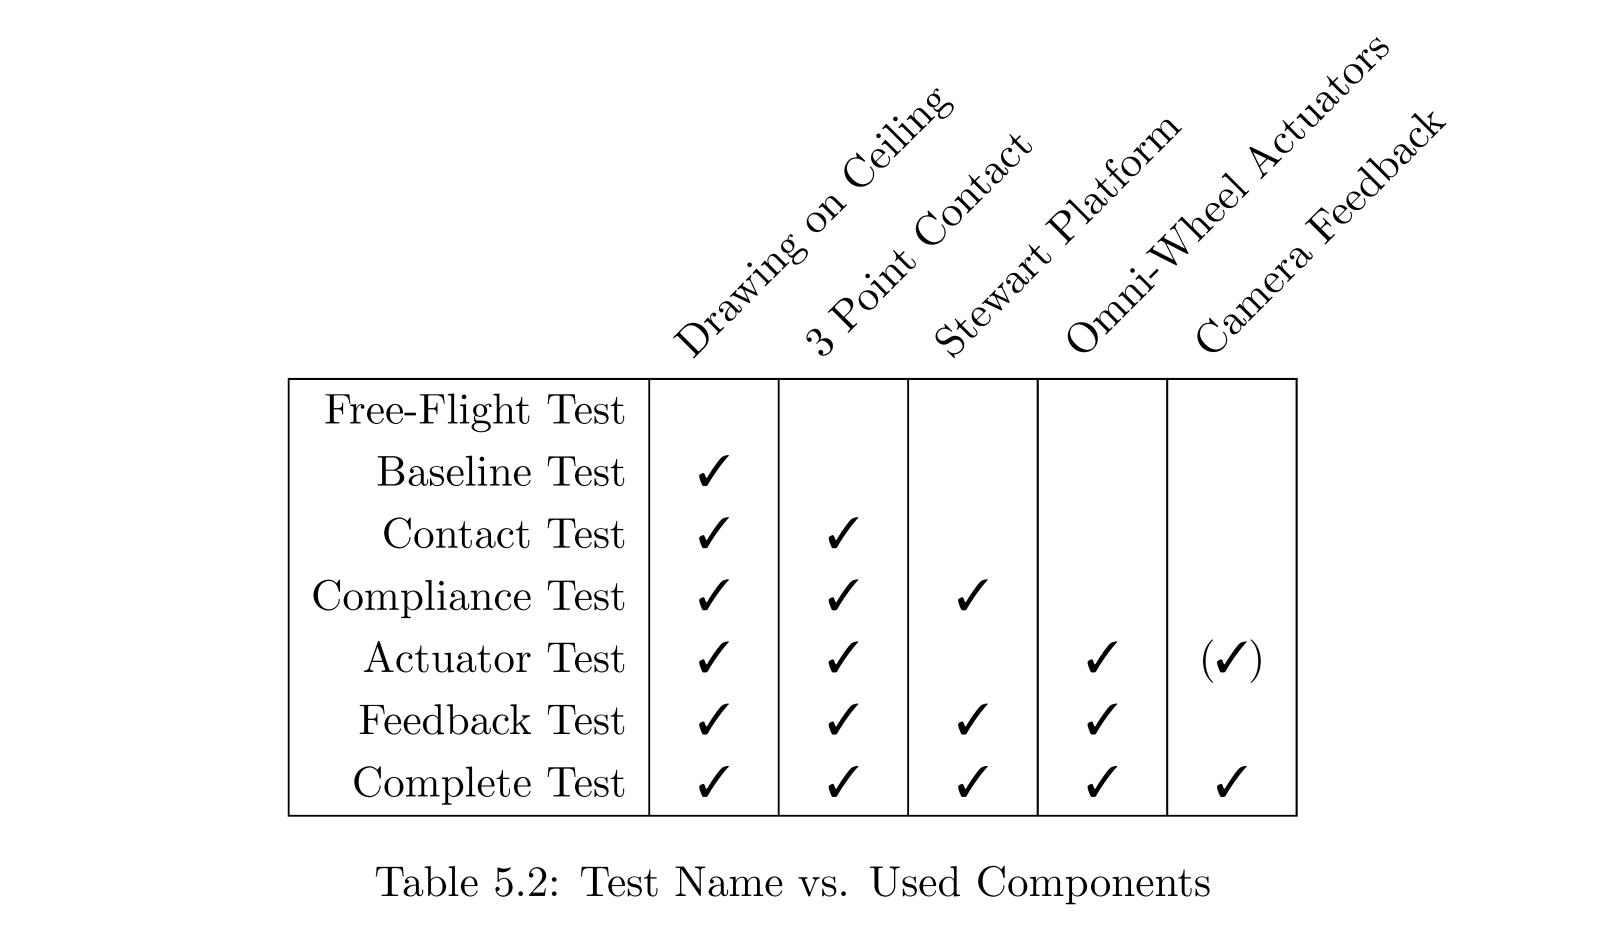 Drawing on Ceiling
3 Point Contact
Stewart Platform
Omni-Wheel Actuators
Camera Feedback
Free-Flight Test
Baseline Test ✓
Contact Test ✓ ✓
Compliance Test ✓ ✓ ✓
Actuator Test ✓ ✓ ✓ (✓)
Feedback Test ✓ ✓ ✓ ✓
Complete Test ✓ ✓ ✓ ✓ ✓
Table 5.2: Test Name vs. Used Components